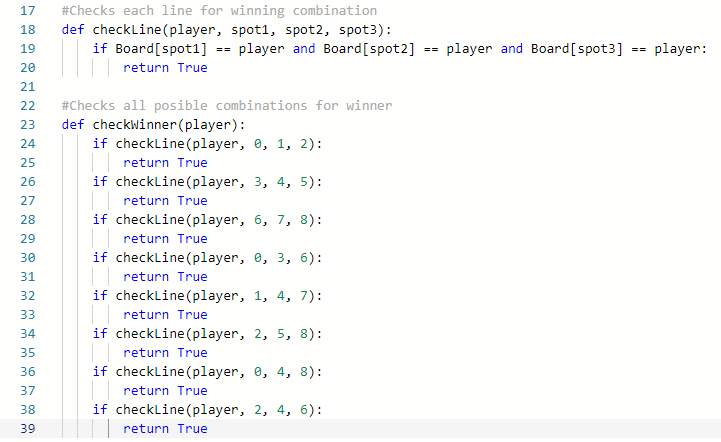 17 #Checks each line for winning combination
18 def checkLine(player, spot1, spot2, spot3):
19     if Board[spot1] == player and Board[spot2] == player and Board[spot3] == player:
20         return True
21
22 #Checks all posible combinations for winner
23 def checkWinner(player):
24     if checkLine(player, 0, 1, 2):
25         return True
26     if checkLine(player, 3, 4, 5):
27         return True
28     if checkLine(player, 6, 7, 8):
29         return True
30     if checkLine(player, 0, 3, 6):
31         return True
32     if checkLine(player, 1, 4, 7):
33         return True
34     if checkLine(player, 2, 5, 8):
35         return True
36     if checkLine(player, 0, 4, 8):
37         return True
38     if checkLine(player, 2, 4, 6):
39         return True